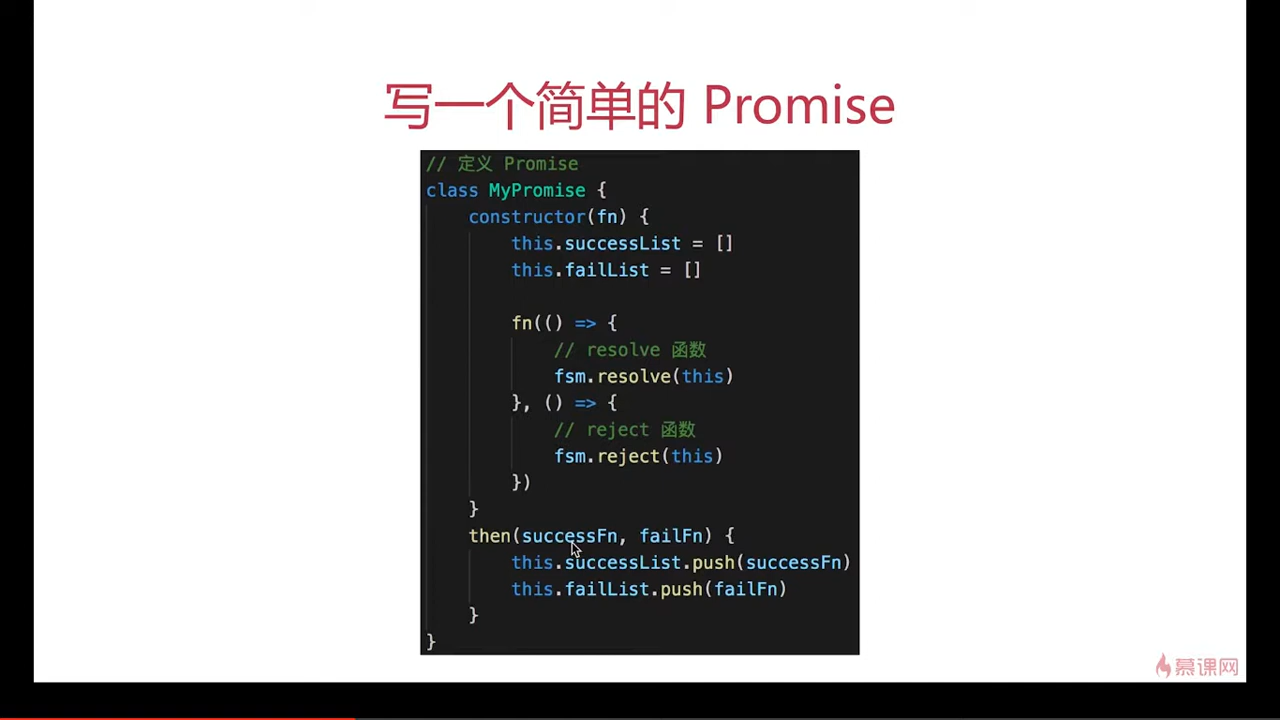 写一个简单的 Promise
// 定义 Promise
class MyPromise {
    constructor(fn) {
        this.successList = []
        this.failList = []
        fn(() => {
            // resolve 函数
            fsm.resolve(this)
        }, () => {
            // reject 函数
            fsm.reject(this)
        })
    }
    then(successFn, failFn) {
        this.successList.push(successFn)
        this.failList.push(failFn)
    }
}
慕课网